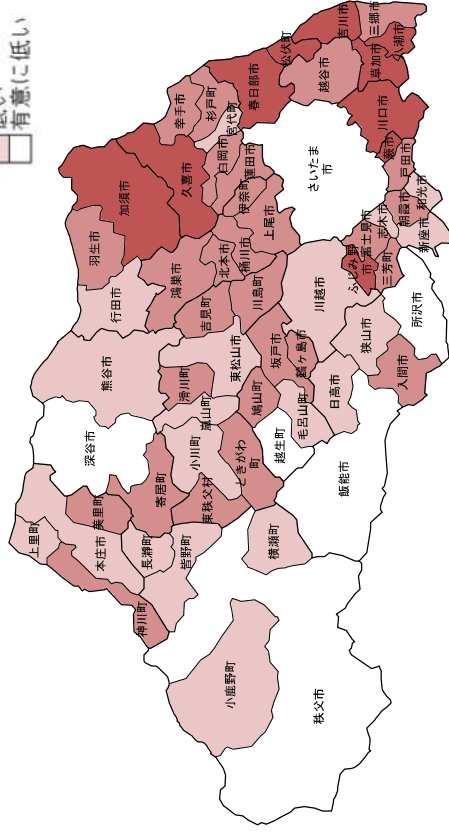 低い
有意に低い
三郷市
吉川市
八潮市
松伏町
草加市
越谷市
春日部市
川口市
杉戸町
幸手市
宮代町
蕨市
戸田市
さいたま
市
白岡市
蓮田市
久喜市
伊奈町
上尾市
加須市
和光市
朝霞市
新座市
志木市
富士見市
ふじみ野
市
三芳町
桶川市
北本市
羽生市
鴻巣市
川島町
川越市
所沢市
吉見町
行田市
狭山市
坂戸市
鶴ヶ島市
入間市
東松山市
日高市
熊谷市
滑川町
鳩山町
毛呂山町
嵐山町
越生町
小川町
ときがわ
町
飯能市
深谷市
東秩父村
寄居町
美里町
横瀬町
皆野町
長瀞町
本庄市
上里町
神川町
小鹿野町
秩父市